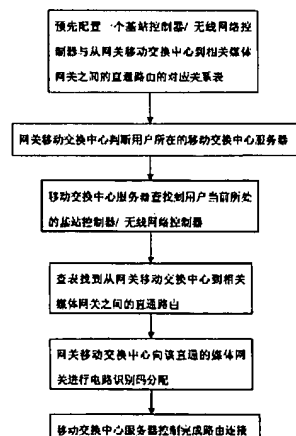 预先配置一个基站控制器/ 无线网络控
制器与从网关移动交换中心到相关媒体
网关之间的直通路由的对应关系表
网关移动交换中心判断用户所在的移动交换中心服务器
移动交换中心服务器查找到用户当前所处
的基站控制器/ 无线网络控制器
查表找到从网关移动交换中心到相关
媒体网关之间的直通路由
网关移动交换中心向该直通的媒体网
关进行电路识别码分配
移动交换中心服务器控制完成路由连接